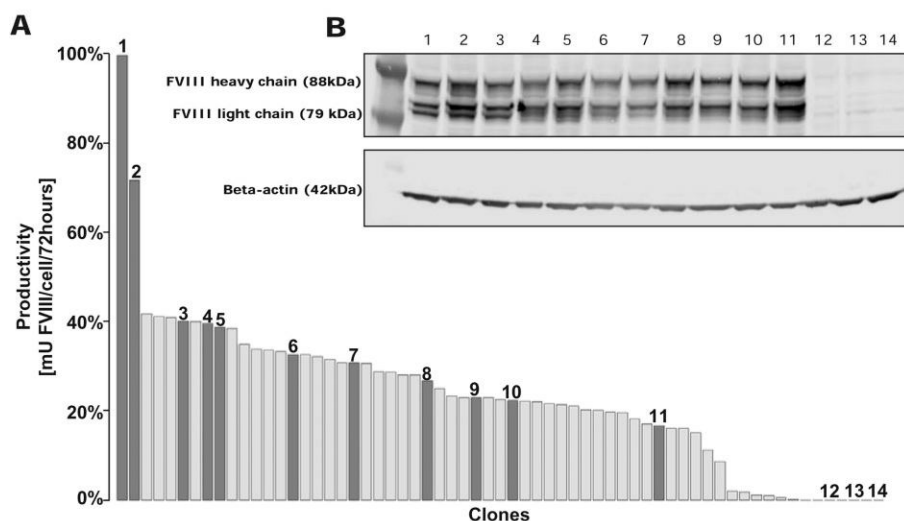 A
Productivity
[mU FVIII/cell/72hours]
100%
80%
60%
40%
20%
0%
1
2
3
4
5
6
7
8
9
10
11
12 13 14
Clones
B
1 2 3 4 5 6 7 8 9 10 11 12 13 14
FVIII heavy chain (88kDa)
FVIII light chain (79 kDa)
Beta-actin (42kDa)